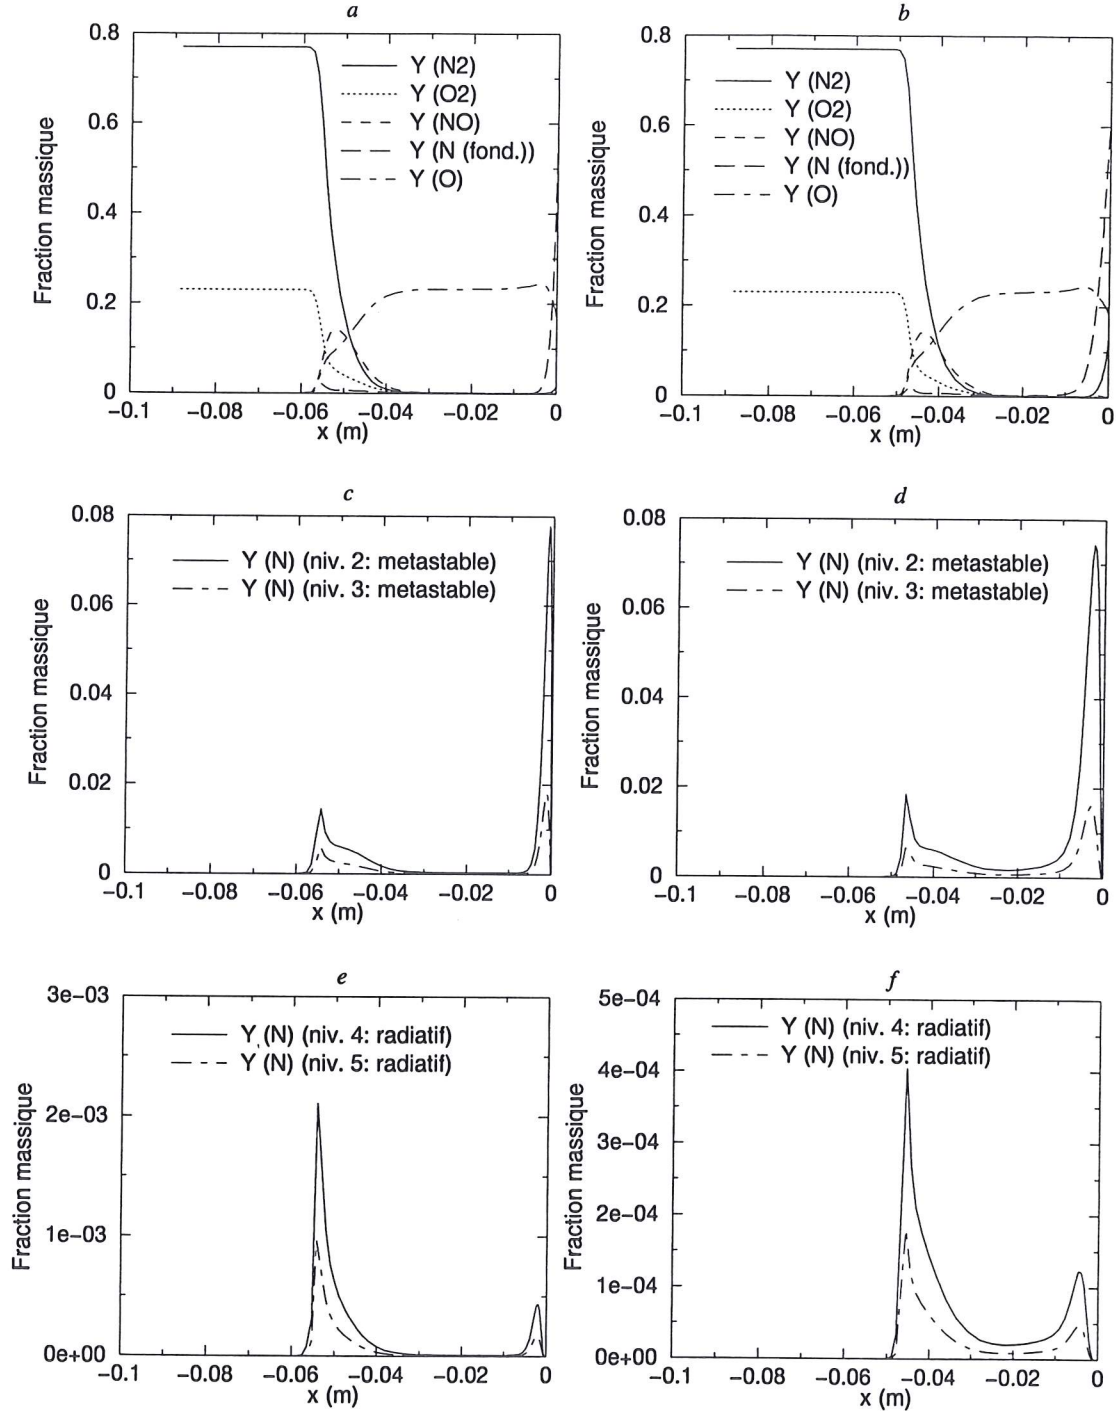 a
0.8
0.6
0.4
0.2
0
Fraction massique
Y (N2)
Y (O2)
Y (NO)
Y (N (fond.))
Y (O)
−0.1 −0.08 −0.06 −0.04 −0.02 0
x (m)
b
0.8
0.6
0.4
0.2
0
Fraction massique
Y (N2)
Y (O2)
Y (NO)
Y (N (fond.))
Y (O)
−0.1 −0.08 −0.06 −0.04 −0.02 0
x (m)
c
0.08
0.06
0.04
0.02
0
Fraction massique
Y (N) (niv. 2: metastable)
Y (N) (niv. 3: metastable)
−0.1 −0.08 −0.06 −0.04 −0.02 0
x (m)
d
0.08
0.06
0.04
0.02
0
Fraction massique
Y (N) (niv. 2: metastable)
Y (N) (niv. 3: metastable)
−0.1 −0.08 −0.06 −0.04 −0.02 0
x (m)
e
3e−03
2e−03
1e−03
0e+00
Fraction massique
Y (N) (niv. 4: radiatif)
Y (N) (niv. 5: radiatif)
−0.1 −0.08 −0.06 −0.04 −0.02 0
x (m)
f
5e−04
4e−04
3e−04
2e−04
1e−04
0e+00
Fraction massique
Y (N) (niv. 4: radiatif)
Y (N) (niv. 5: radiatif)
−0.1 −0.08 −0.06 −0.04 −0.02 0
x (m)